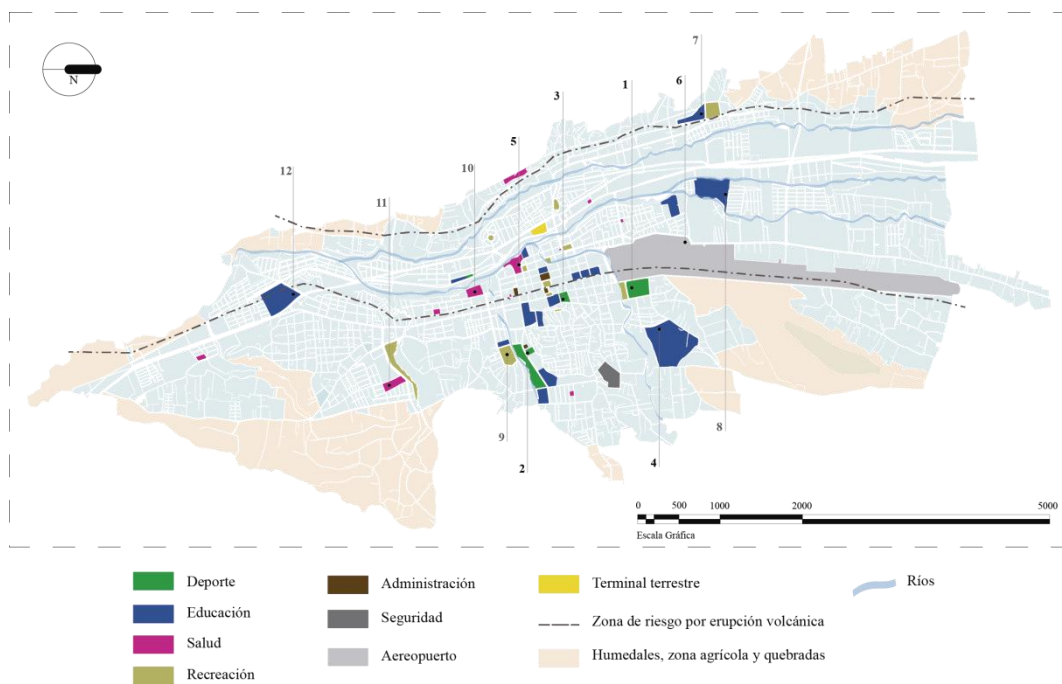 N
7
6
1
3
5
10
12
11
9
2
4
8
0 500 1000 2000 5000
Escala Gráfica
Deporte
Educación
Salud
Recreación
Administración
Seguridad
Aereopuerto
Terminal terrestre
Zona de riesgo por erupción volcánica
Humedales, zona agrícola y quebradas
Ríos